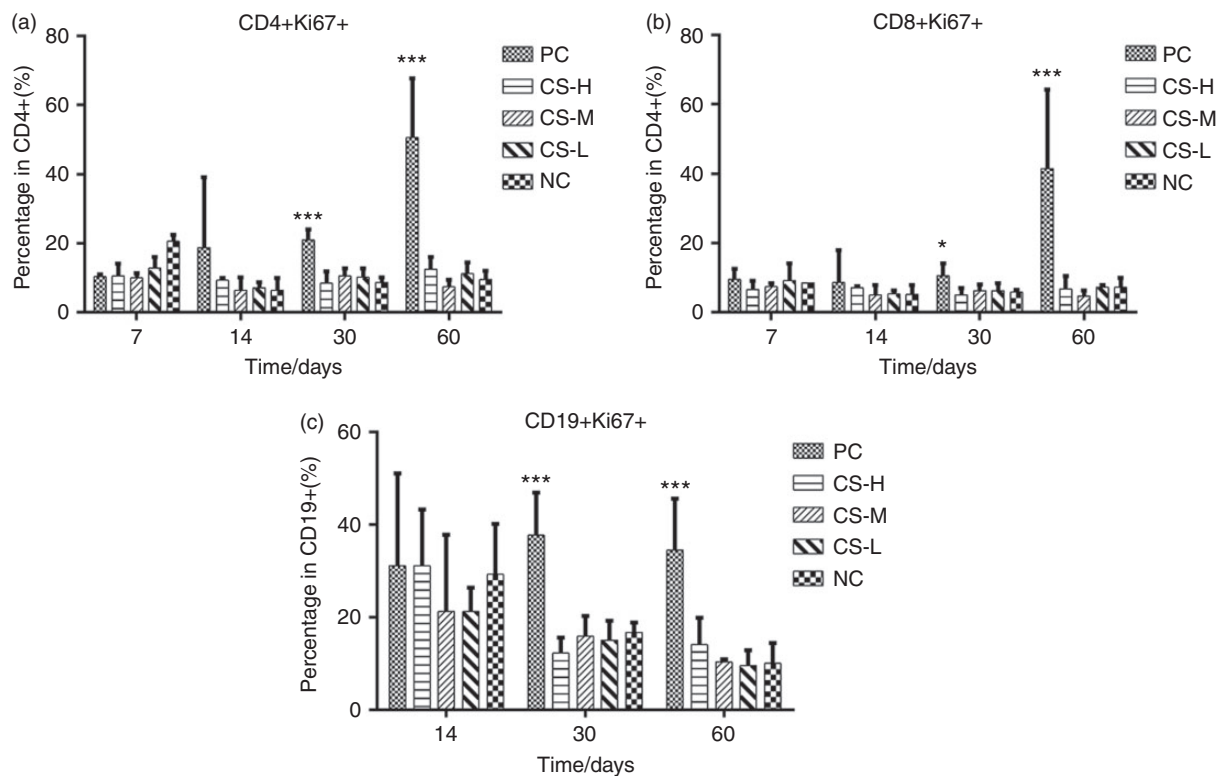 (a)
CD4+Ki67+
Percentage in CD4+(%)
80
60
40
20
0
***
***
7
14
30
60
Time/days
PC
CS-H
CS-M
CS-L
NC
(b)
CD8+Ki67+
Percentage in CD4+(%)
80
60
40
20
0
*
***
7
14
30
60
Time/days
PC
CS-H
CS-M
CS-L
NC
(c)
CD19+Ki67+
Percentage in CD19+(%)
60
40
20
0
***
***
14
30
60
Time/days
PC
CS-H
CS-M
CS-L
NC